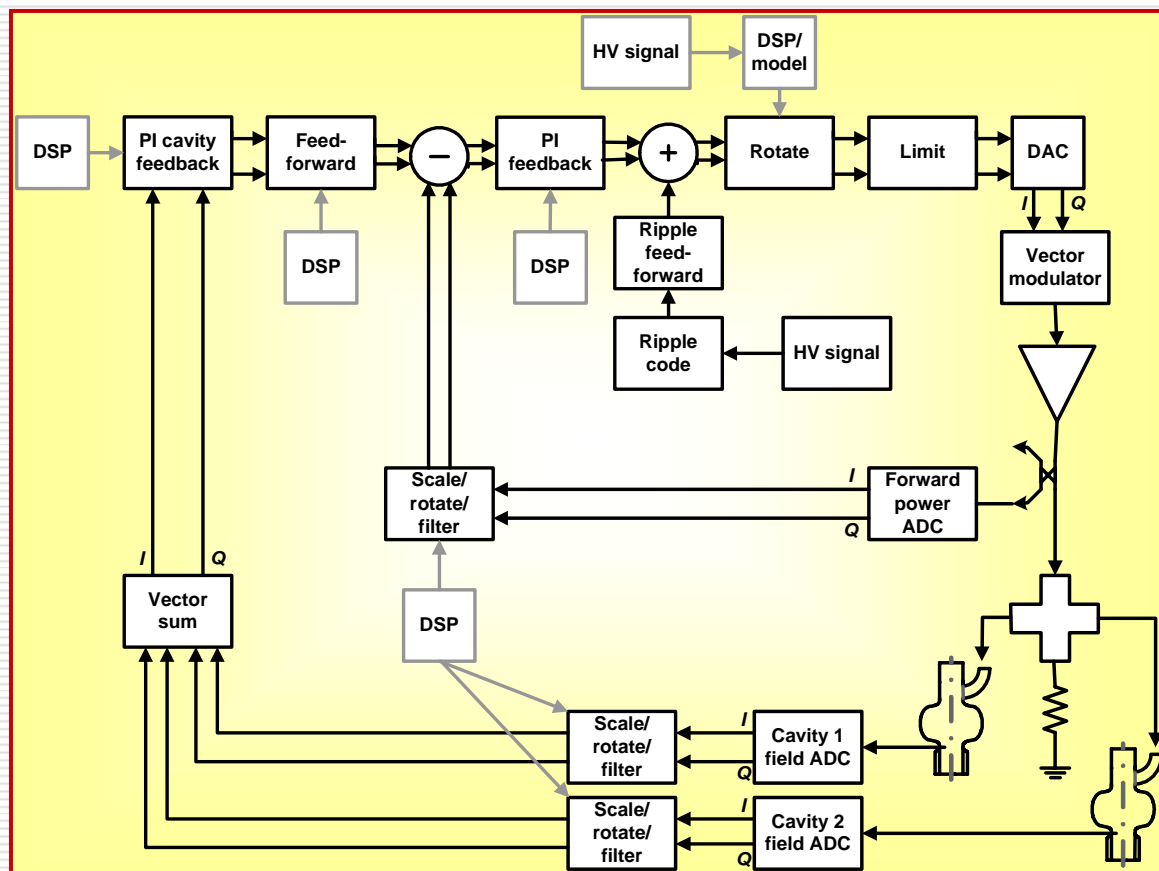 HV signal
DSP/
model
DSP
PI cavity
feedback
Feed-
forward
−
PI
feedback
+
Rotate
Limit
DAC
I
Q
DSP
DSP
Ripple
feed-
forward
Vector
modulator
Ripple
code
HV signal
Scale/
rotate/
filter
I
Q
Forward
power
ADC
I
Q
Vector
sum
DSP
Scale/
rotate/
filter
I
Q
Cavity 1
field ADC
Scale/
rotate/
filter
I
Q
Cavity 2
field ADC